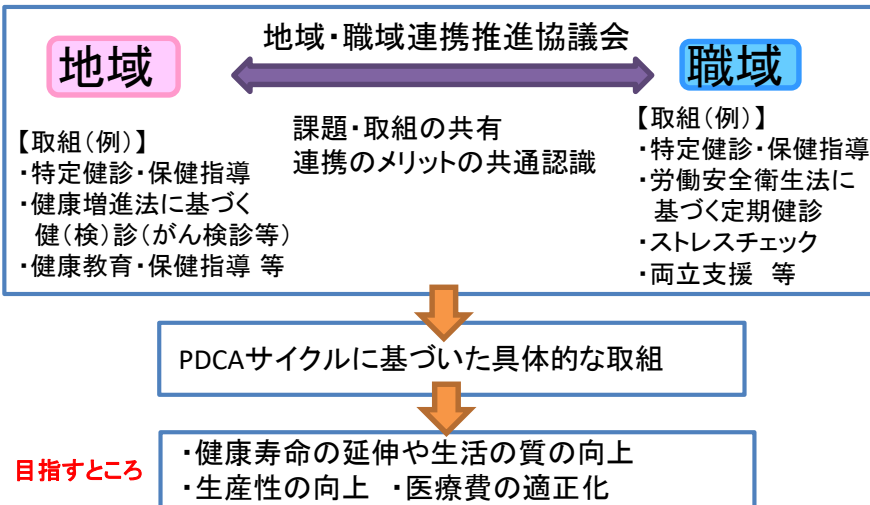 地域・職域連携推進協議会
地域
職域
課題・取組の共有
連携のメリットの共通認識
【取組(例)】
・特定健診・保健指導
・健康増進法に基づく
健(検)診(がん検診等)
・健康教育・保健指導 等
【取組(例)】
・特定健診・保健指導
・労働安全衛生法に
基づく定期健診
・ストレスチェック
・両立支援 等
PDCAサイクルに基づいた具体的な取組
目指すところ
・健康寿命の延伸や生活の質の向上
・生産性の向上 ・医療費の適正化